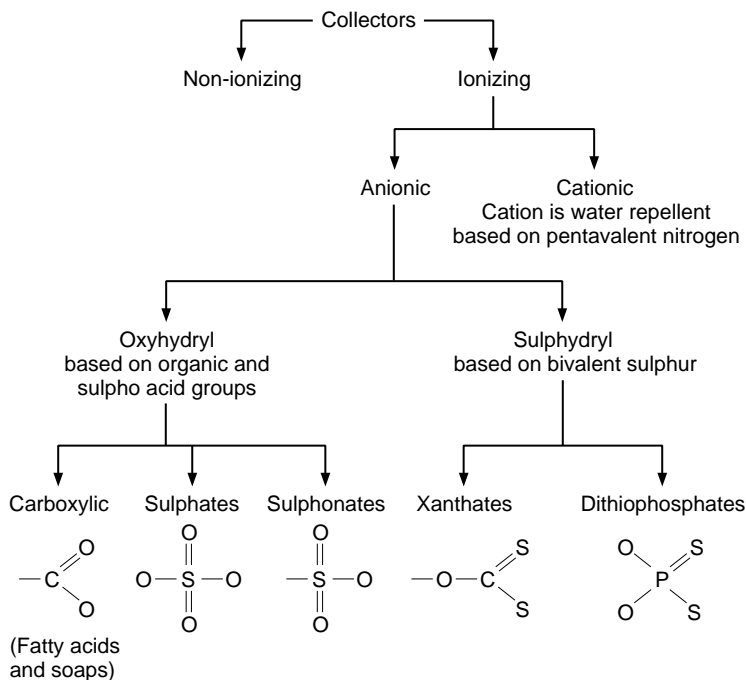 Collectors
Non-ionizing
Ionizing
Anionic
Cationic
Cation is water repellent
based on pentavalent nitrogen
Oxyhydryl
based on organic and
sulpho acid groups
Sulphydryl
based on bivalent sulphur
Carboxylic
Sulphates
Sulphonates
Xanthates
Dithiophosphates
O
O
O
S
O
S
C
O
S
O
S
O
O
C
P
O
O
O
S
O
S
(Fatty acids
and soaps)